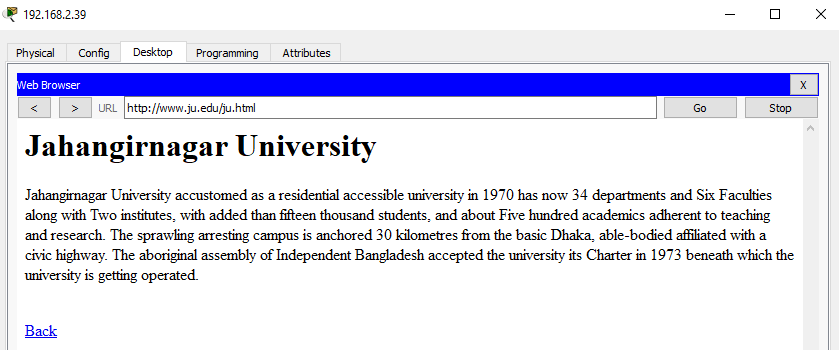 192.168.2.39
Physical Config Desktop Programming Attributes
Web Browser X
< > URL http://www.ju.edu/ju.html Go Stop
Jahangirnagar University
Jahangirnagar University accustomed as a residential accessible university in 1970 has now 34 departments and Six Faculties
along with Two institutes, with added than fifteen thousand students, and about Five hundred academics adherent to teaching
and research. The sprawling arresting campus is anchored 30 kilometres from the basic Dhaka, able-bodied affiliated with a
civic highway. The aboriginal assembly of Independent Bangladesh accepted the university its Charter in 1973 beneath which the
university is getting operated.
Back